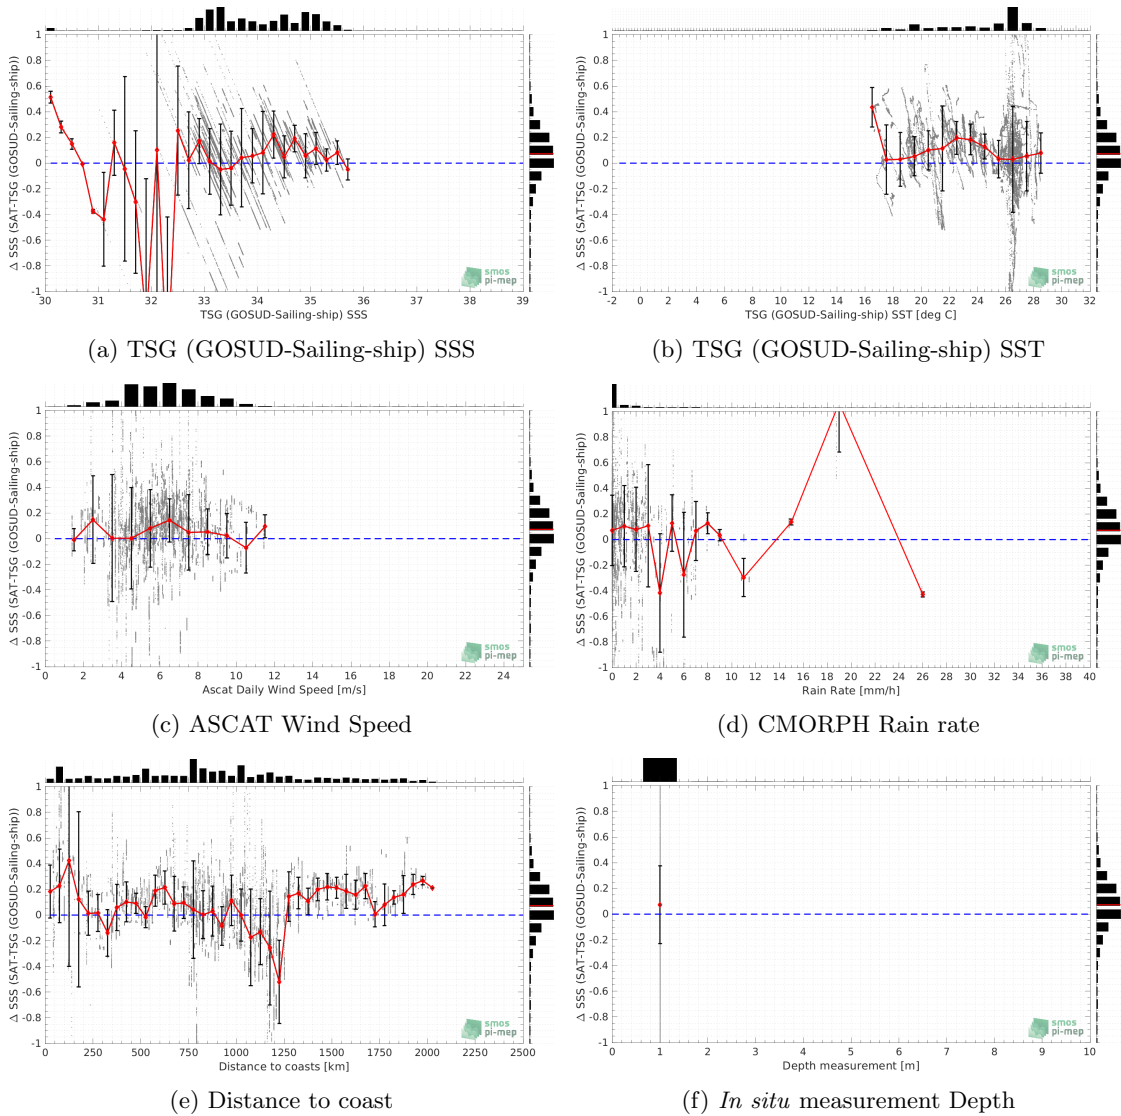 Δ SSS (SAT-TSG (GOSUD-Sailing-ship))
1
0.8
0.6
0.4
0.2
0
-0.2
-0.4
-0.6
-0.8
-1
30 31 32 33 34 35 36 37 38 39
TSG (GOSUD-Sailing-ship) SSS
smos
pi-mep
(a) TSG (GOSUD-Sailing-ship) SSS
Δ SSS (SAT-TSG (GOSUD-Sailing-ship))
1
0.8
0.6
0.4
0.2
0
-0.2
-0.4
-0.6
-0.8
-1
-2 0 2 4 6 8 10 12 14 16 18 20 22 24 26 28 30 32
TSG (GOSUD-Sailing-ship) SST [deg C]
smos
pi-mep
(b) TSG (GOSUD-Sailing-ship) SST
Δ SSS (SAT-TSG (GOSUD-Sailing-ship))
1
0.8
0.6
0.4
0.2
0
-0.2
-0.4
-0.6
-0.8
-1
0 2 4 6 8 10 12 14 16 18 20 22 24
Ascat Daily Wind Speed [m/s]
smos
pi-mep
(c) ASCAT Wind Speed
Δ SSS (SAT-TSG (GOSUD-Sailing-ship))
1
0.8
0.6
0.4
0.2
0
-0.2
-0.4
-0.6
-0.8
-1
0 2 4 6 8 10 12 14 16 18 20 22 24 26 28 30 32 34 36 38 40
Rain Rate [mm/h]
smos
pi-mep
(d) CMORPH Rain rate
Δ SSS (SAT-TSG (GOSUD-Sailing-ship))
1
0.8
0.6
0.4
0.2
0
-0.2
-0.4
-0.6
-0.8
-1
0 250 500 750 1000 1250 1500 1750 2000 2250 2500
Distance to coasts [km]
smos
pi-mep
(e) Distance to coast
Δ SSS (SAT-TSG (GOSUD-Sailing-ship))
1
0.8
0.6
0.4
0.2
0
-0.2
-0.4
-0.6
-0.8
-1
0 1 2 3 4 5 6 7 8 9 10
Depth measurement [m]
smos
pi-mep
(f) In situ measurement Depth